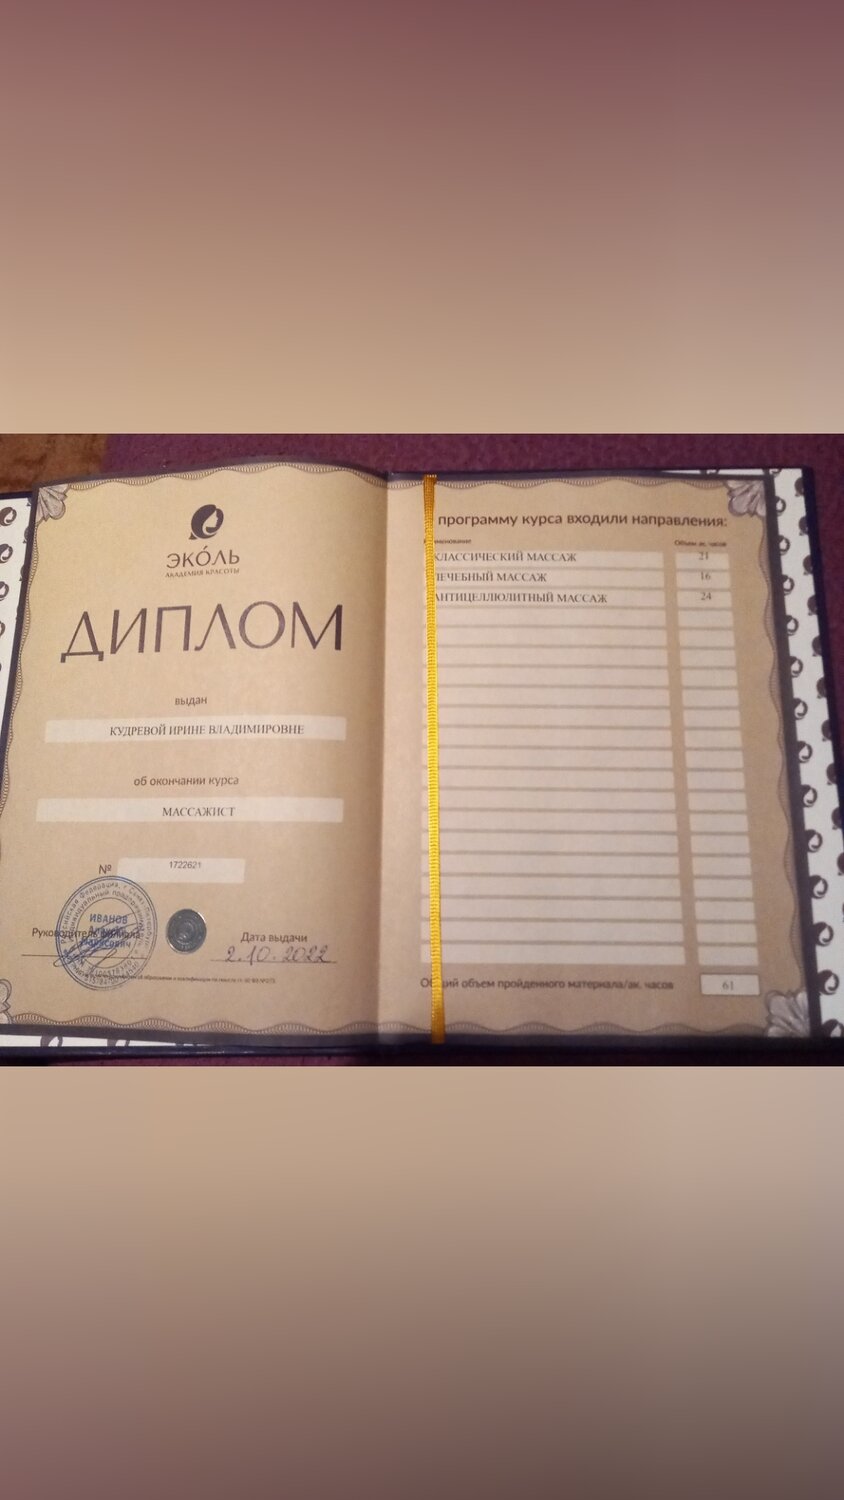 ЭКОЛЬ
АКАДЕМИЯ КРАСОТЫ
ДИПЛОМ
выдан
КУДРЕВОЙ ИРИНЕ ВЛАДИМИРОВНЕ
об окончании курса
МАССАЖИСТ
№ 1722621
ИВАНОВ
Руководитель
Дата выдачи
2.10.2022
программу курса входили направления:
Объем ак. часов
КЛАССИЧЕСКИЙ МАССАЖ 21
ЛЕЧЕБНЫЙ МАССАЖ 16
АНТИЦЕЛЛЮЛИТНЫЙ МАССАЖ 24
Общий объем пройденного материала/ак. часов 61